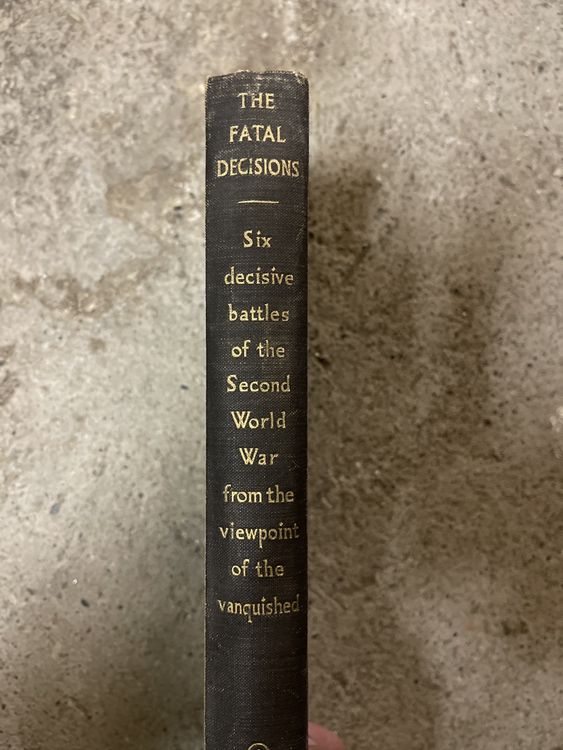 THE
FATAL
DECISIONS
Six
decisive
battles
of the
Second
World
War
from the
viewpoint
of the
vanquished